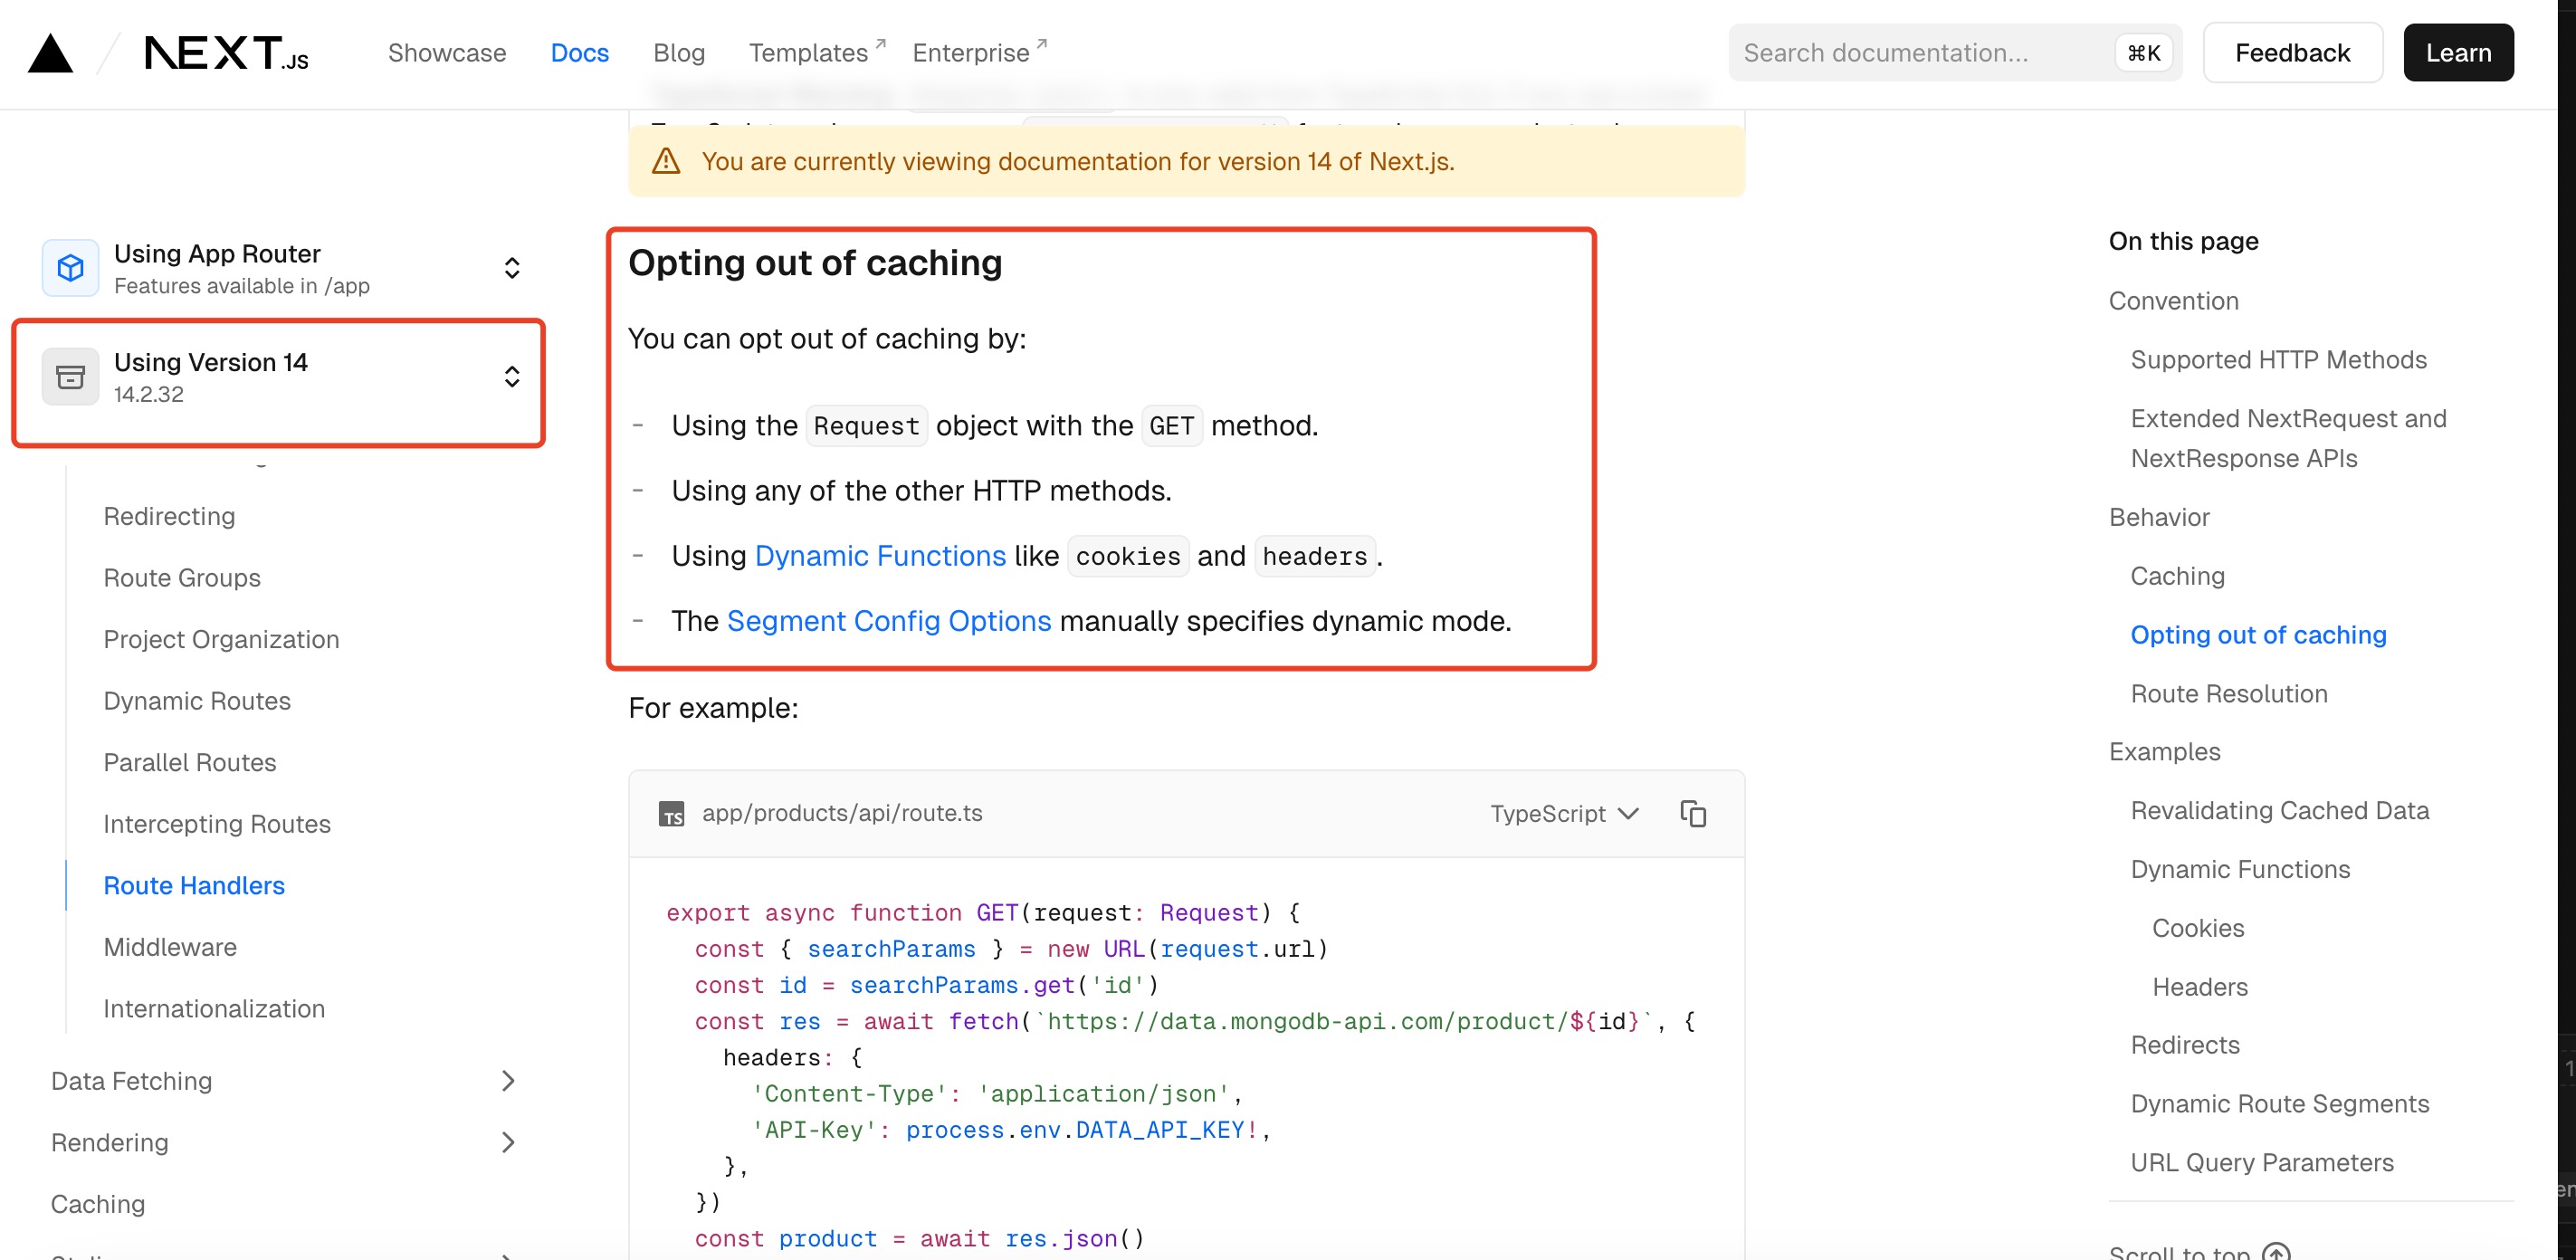 NEXT.JS
Showcase
Docs
Blog
Templates
Enterprise
Search documentation...
⌘K
Feedback
Learn
You are currently viewing documentation for version 14 of Next.js.
Using App Router
Features available in /app
Using Version 14
14.2.32
Redirecting
Route Groups
Project Organization
Dynamic Routes
Parallel Routes
Intercepting Routes
Route Handlers
Middleware
Internationalization
Data Fetching
Rendering
Caching
Opting out of caching
You can opt out of caching by:
- Using the Request object with the GET method.
- Using any of the other HTTP methods.
- Using Dynamic Functions like cookies and headers.
- The Segment Config Options manually specifies dynamic mode.
For example:
TS app/products/api/route.ts
TypeScript
export async function GET(request: Request) {
const { searchParams } = new URL(request.url)
const id = searchParams.get('id')
const res = await fetch(`https://data.mongodb-api.com/product/${id}`, {
headers: {
'Content-Type': 'application/json',
'API-Key': process.env.DATA_API_KEY!,
},
})
const product = await res.json()
On this page
Convention
Supported HTTP Methods
Extended NextRequest and
NextResponse APIs
Behavior
Caching
Opting out of caching
Route Resolution
Examples
Revalidating Cached Data
Dynamic Functions
Cookies
Headers
Redirects
Dynamic Route Segments
URL Query Parameters
Scroll to top